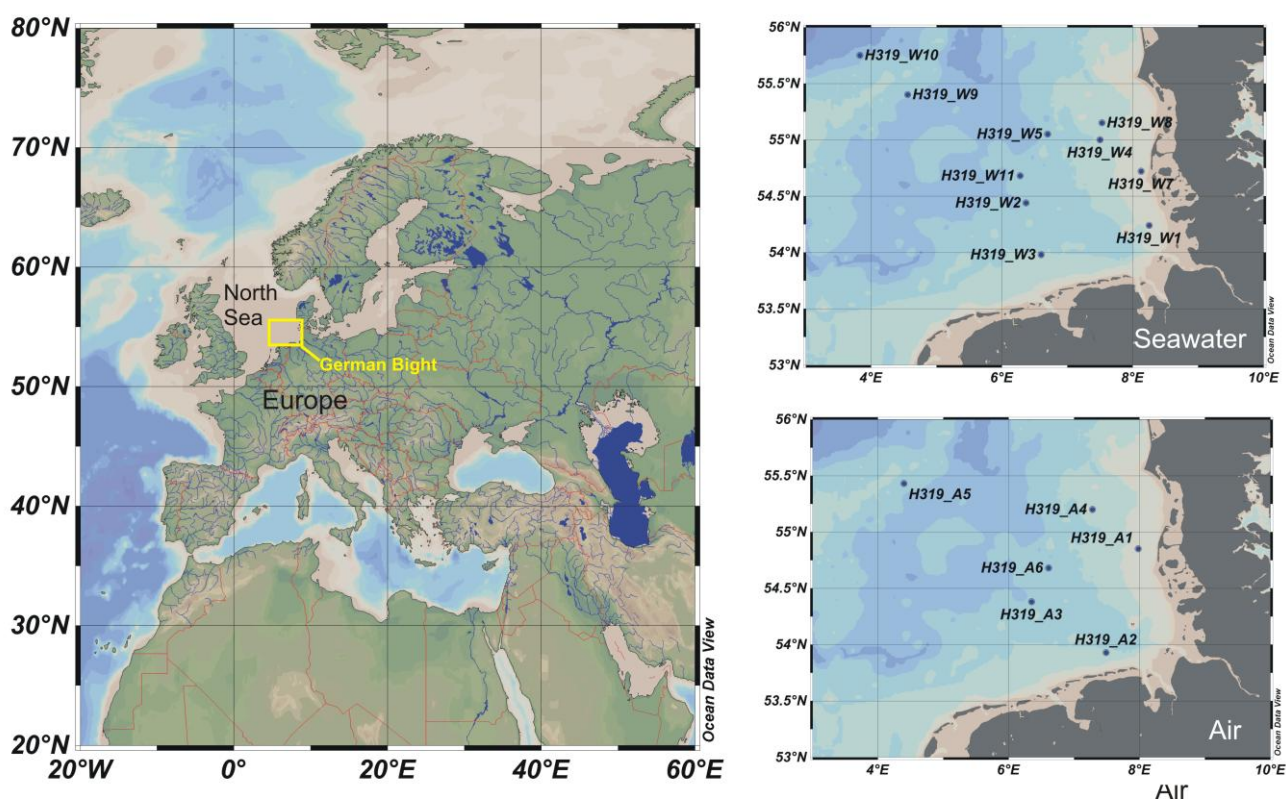 80°N
70°N
60°N
50°N
40°N
30°N
20°N
20°W
0°
20°E
40°E
60°E
North
Sea
German Bight
Europe
Ocean Data View
56°N
55.5°N
55°N
54.5°N
54°N
53.5°N
53°N
4°E
6°E
8°E
10°E
H319_W10
H319_W9
H319_W8
H319_W5
H319_W4
H319_W11
H319_W7
H319_W2
H319_W1
H319_W3
Seawater
Ocean Data View
56°N
55.5°N
55°N
54.5°N
54°N
53.5°N
53°N
4°E
6°E
8°E
10°E
H319_A5
H319_A4
H319_A1
H319_A6
H319_A3
H319_A2
Air
Ocean Data View
Air